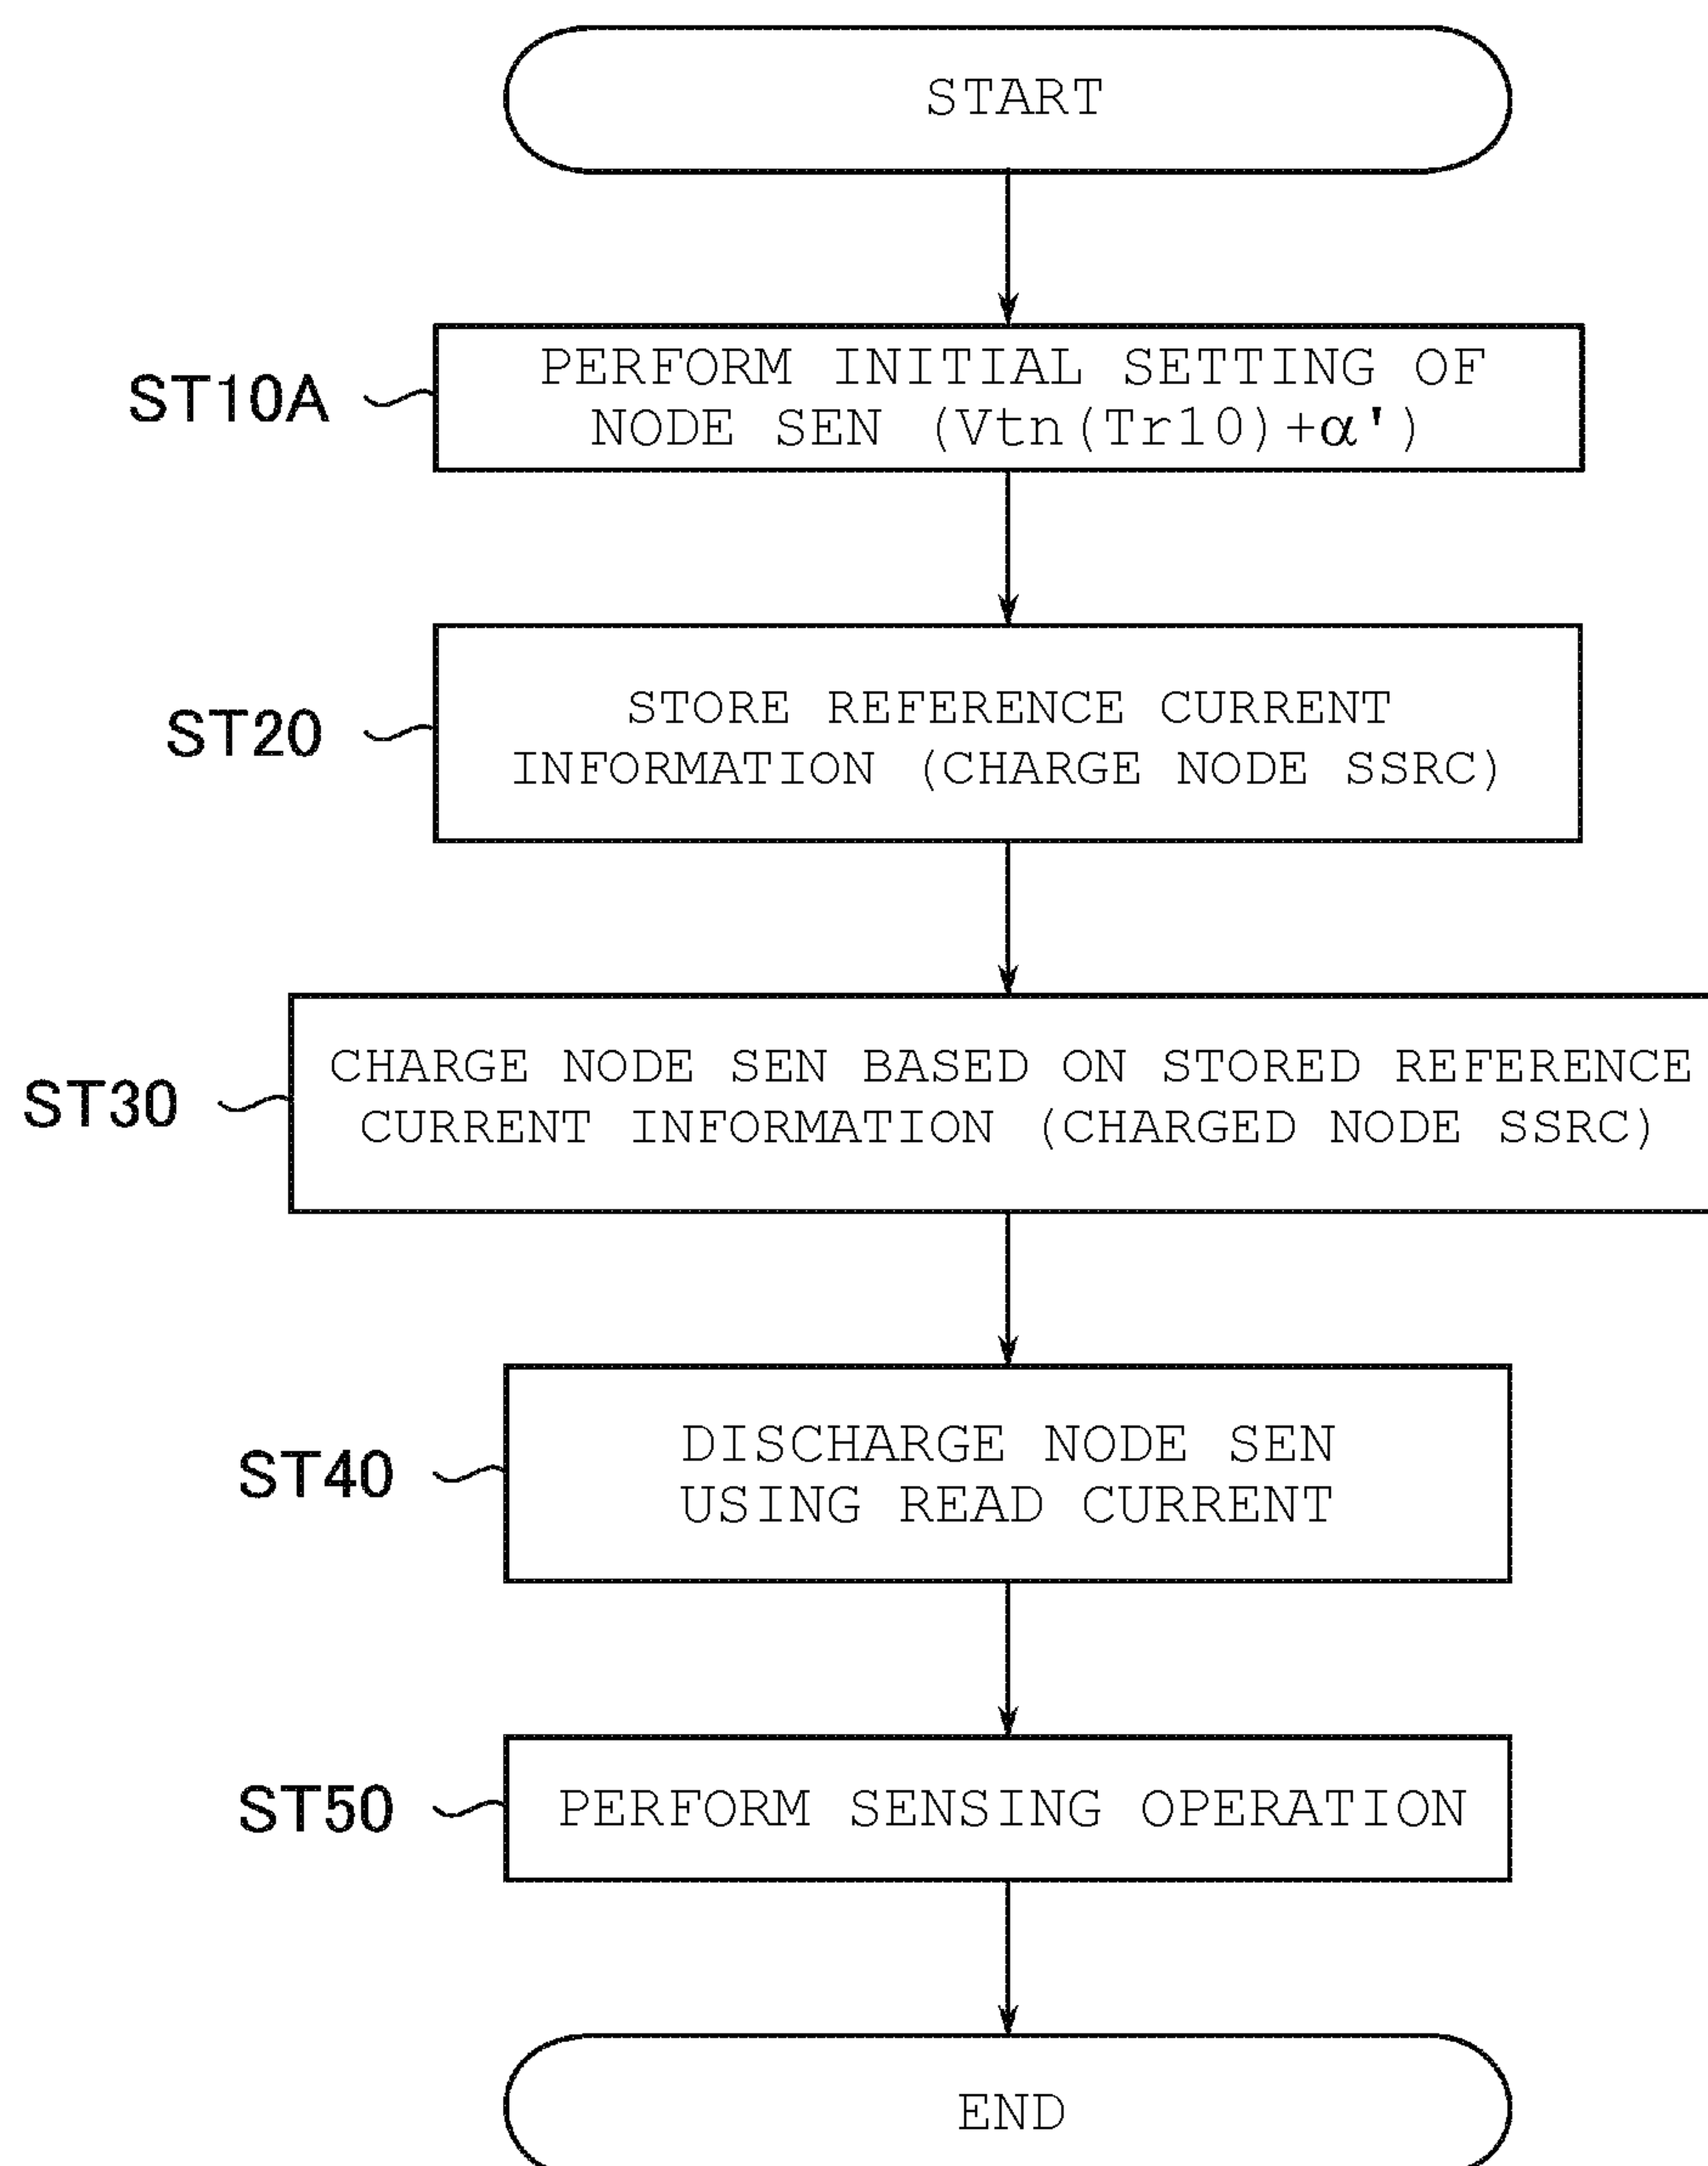 START
ST10A
PERFORM INITIAL SETTING OF
NODE SEN (Vtn(Tr10)+α')
ST20
STORE REFERENCE CURRENT
INFORMATION (CHARGE NODE SSRC)
ST30
CHARGE NODE SEN BASED ON STORED REFERENCE
CURRENT INFORMATION (CHARGED NODE SSRC)
ST40
DISCHARGE NODE SEN
USING READ CURRENT
ST50
PERFORM SENSING OPERATION
END